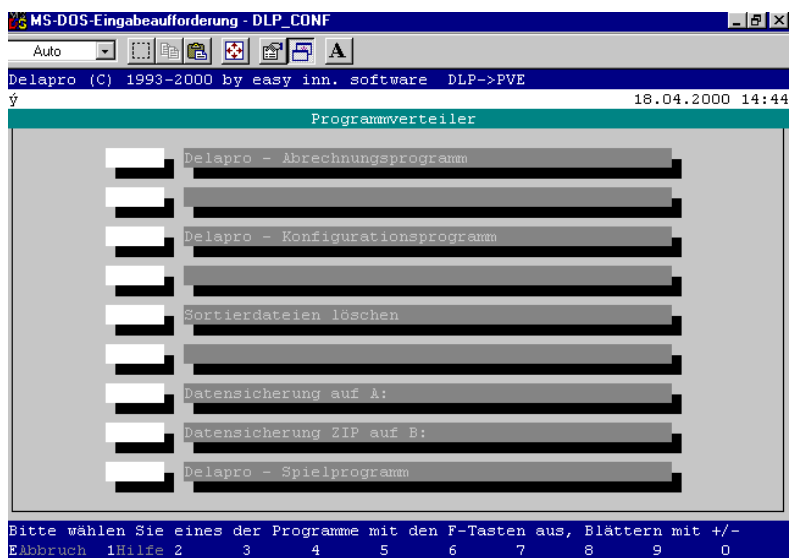 MS-DOS-Eingabeaufforderung - DLP_CONF
Auto
A
Delapro (C) 1993-2000 by easy inn. software DLP->PVE
ý 18.04.2000 14:44
Programmverteiler
Delapro - Abrechnungsprogramm
Delapro - Konfigurationsprogramm
Sortierdateien löschen
Datensicherung auf A:
Datensicherung ZIP auf B:
Delapro - Spielprogramm
Bitte wählen Sie eines der Programme mit den F-Tasten aus, Blättern mit +/-
EAbbruch 1Hilfe 2 3 4 5 6 7 8 9 0